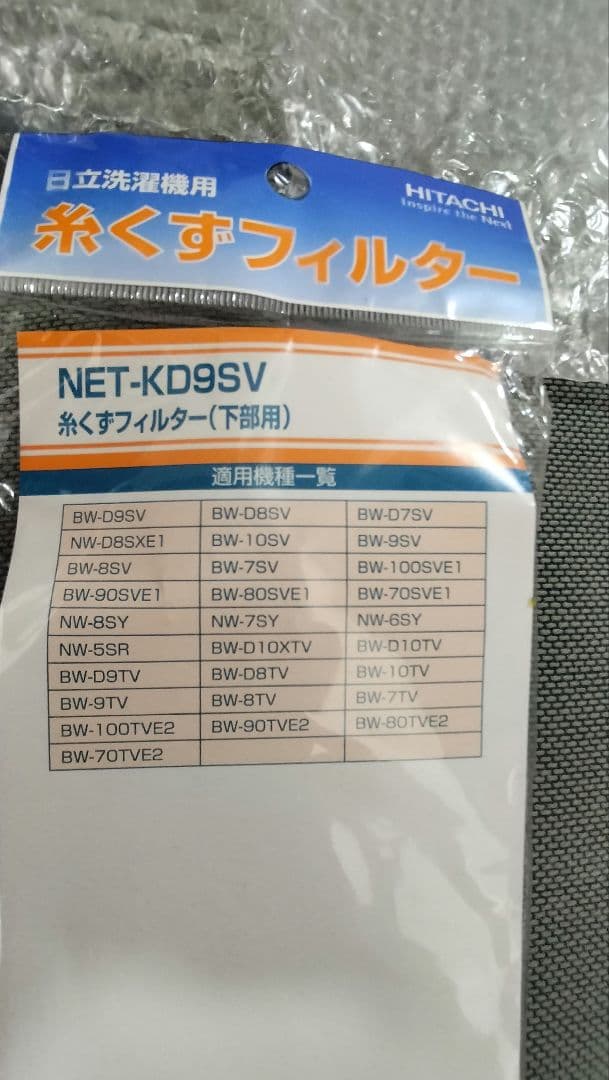 日立洗濯機用
HITACHI
Inspire the Next
糸くずフィルター
NET-KD9SV
糸くずフィルター(下部用)
適用機種一覧
BW-D9SV BW-D8SV BW-D7SV
NW-D8SXE1 BW-10SV BW-9SV
BW-8SV BW-7SV BW-100SVE1
BW-90SVE1 BW-80SVE1 BW-70SVE1
NW-8SY NW-7SY NW-6SY
NW-5SR BW-D10XTV BW-D10TV
BW-D9TV BW-D8TV BW-10TV
BW-9TV BW-8TV BW-7TV
BW-100TVE2 BW-90TVE2 BW-80TVE2
BW-70TVE2